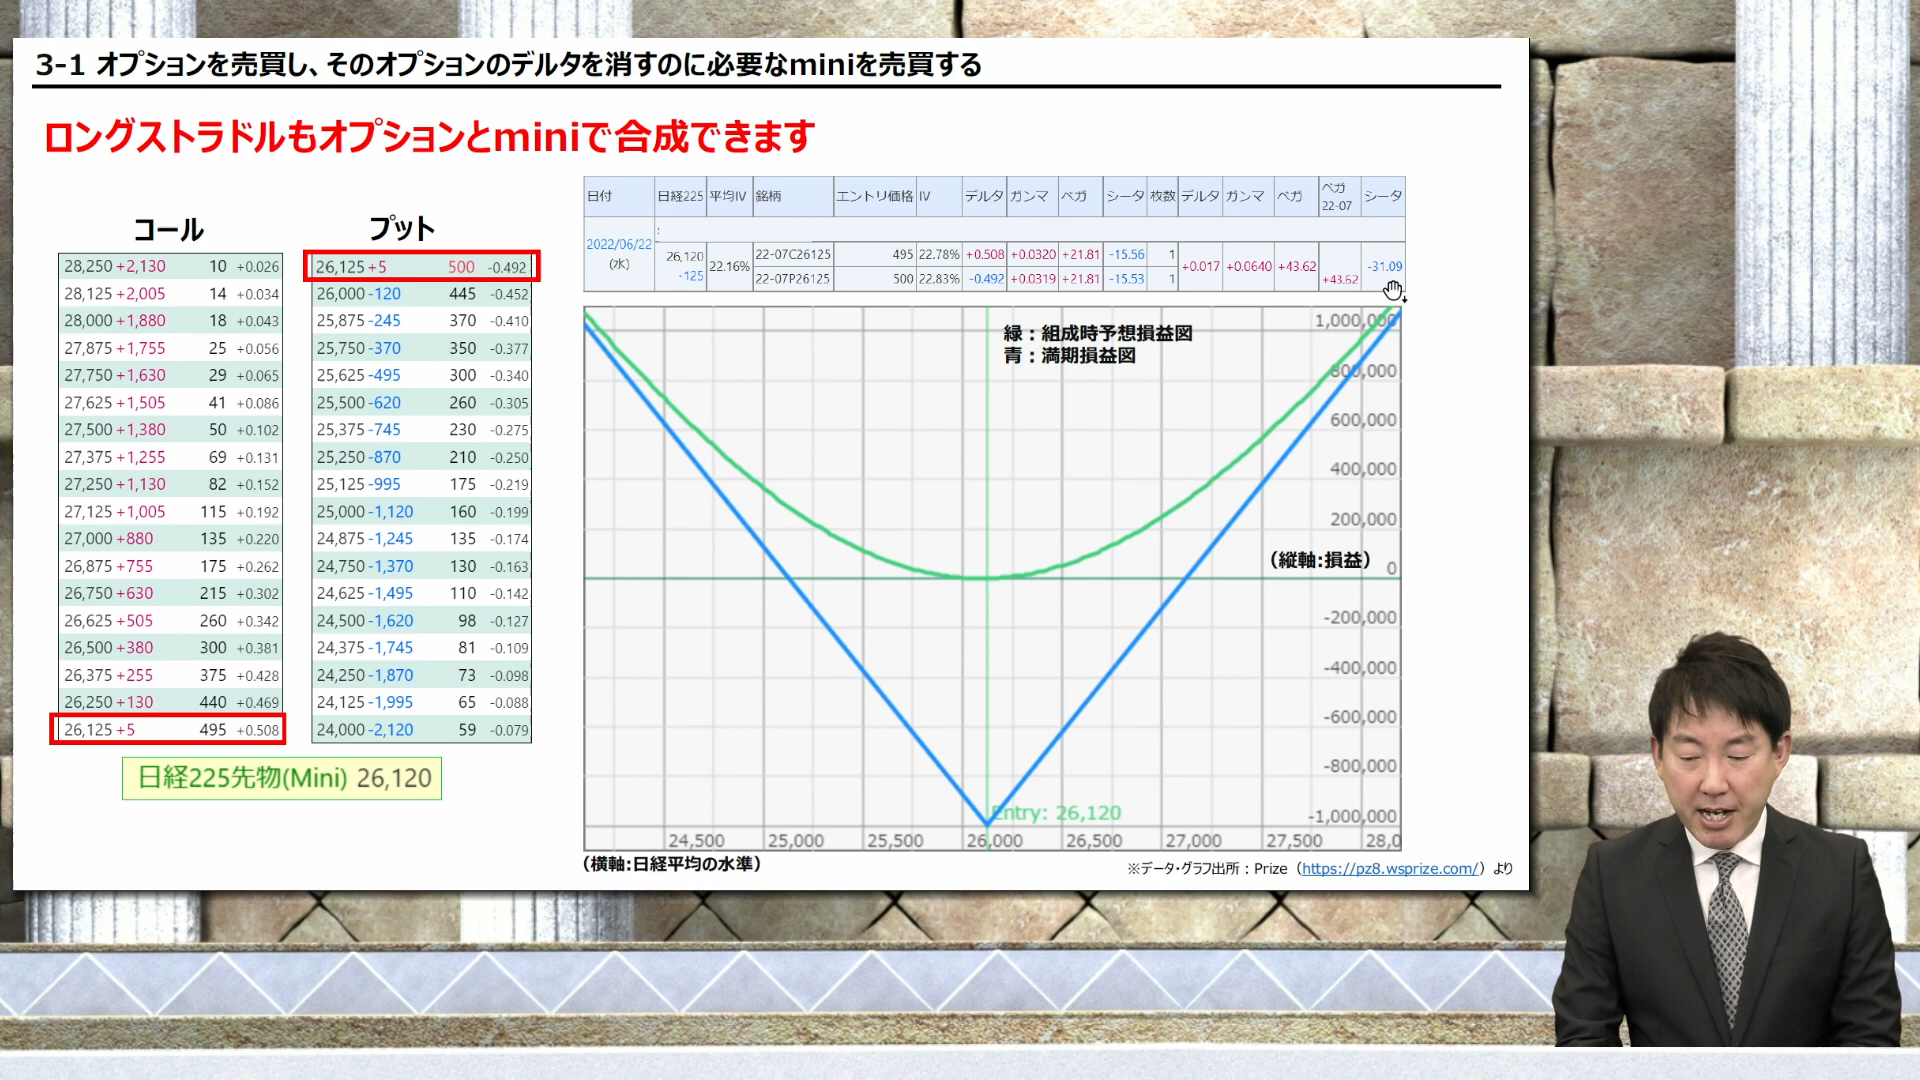 3-1 オプションを売買し、そのオプションのデルタを消すのに必要なminiを売買する
ロングストラドルもオプションとminiで合成できます
コール
28,250 +2,130 10 +0.026
28,125 +2,005 14 +0.034
28,000 +1,880 18 +0.043
27,875 +1,755 25 +0.056
27,750 +1,630 29 +0.065
27,625 +1,505 41 +0.086
27,500 +1,380 50 +0.102
27,375 +1,255 69 +0.131
27,250 +1,130 82 +0.152
27,125 +1,005 115 +0.192
27,000 +880 135 +0.220
26,875 +755 175 +0.262
26,750 +630 215 +0.302
26,625 +505 260 +0.342
26,500 +380 300 +0.381
26,375 +255 375 +0.428
26,250 +130 440 +0.469
26,125 +5 495 +0.508
プット
26,125 +5 500 -0.492
26,000 -120 445 -0.452
25,875 -245 370 -0.410
25,750 -370 350 -0.377
25,625 -495 300 -0.340
25,500 -620 260 -0.305
25,375 -745 230 -0.275
25,250 -870 210 -0.250
25,125 -995 175 -0.219
25,000 -1,120 160 -0.199
24,875 -1,245 135 -0.174
24,750 -1,370 130 -0.163
24,625 -1,495 110 -0.142
24,500 -1,620 98 -0.127
24,375 -1,745 81 -0.109
24,250 -1,870 73 -0.098
24,125 -1,995 65 -0.088
24,000 -2,120 59 -0.079
日経225先物(Mini) 26,120
日付 日経225 平均IV 銘柄 エントリ価格 IV デルタ ガンマ ベガ シータ 枚数 デルタ ガンマ ベガ ベガ 22-07 シータ
:
2022/06/22 (水) 26,120 -125 22.16%
22-07C26125 495 22.78% +0.508 +0.0320 +21.81 -15.56 1
22-07P26125 500 22.83% -0.492 +0.0319 +21.81 -15.53 1
+0.017 +0.0640 +43.62 +43.62 -31.09
緑：組成時予想損益図
青：満期損益図
1,000,000
800,000
600,000
400,000
200,000
（縦軸:損益） 0
-200,000
-400,000
-600,000
-800,000
-1,000,000
Entry: 26,120
24,500 25,000 25,500 26,000 26,500 27,000 27,500 28,0
（横軸:日経平均の水準）
※データ・グラフ出所：Prize（https://pz8.wsprize.com/）より